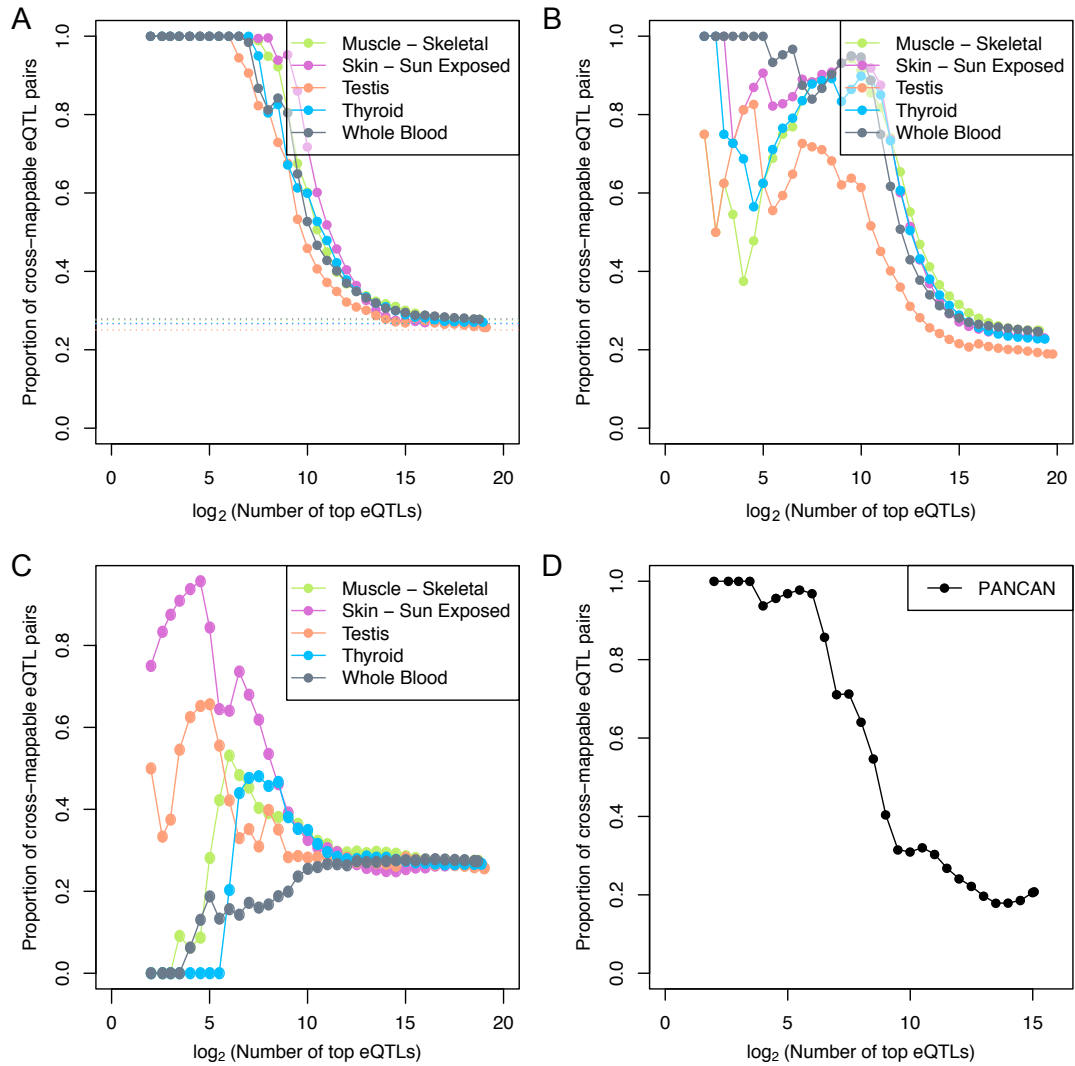 A
Proportion of cross-mappable eQTL pairs
1.0
0.8
0.6
0.4
0.2
0.0
Muscle − Skeletal
Skin − Sun Exposed
Testis
Thyroid
Whole Blood
0 5 10 15 20
log2 (Number of top eQTLs)
B
Proportion of cross-mappable eQTL pairs
1.0
0.8
0.6
0.4
0.2
0.0
Muscle − Skeletal
Skin − Sun Exposed
Testis
Thyroid
Whole Blood
0 5 10 15 20
log2 (Number of top eQTLs)
C
Proportion of cross-mappable eQTL pairs
0.8
0.6
0.4
0.2
0.0
Muscle − Skeletal
Skin − Sun Exposed
Testis
Thyroid
Whole Blood
0 5 10 15 20
log2 (Number of top eQTLs)
D
Proportion of cross-mappable eQTL pairs
1.0
0.8
0.6
0.4
0.2
0.0
PANCAN
0 5 10 15
log2 (Number of top eQTLs)